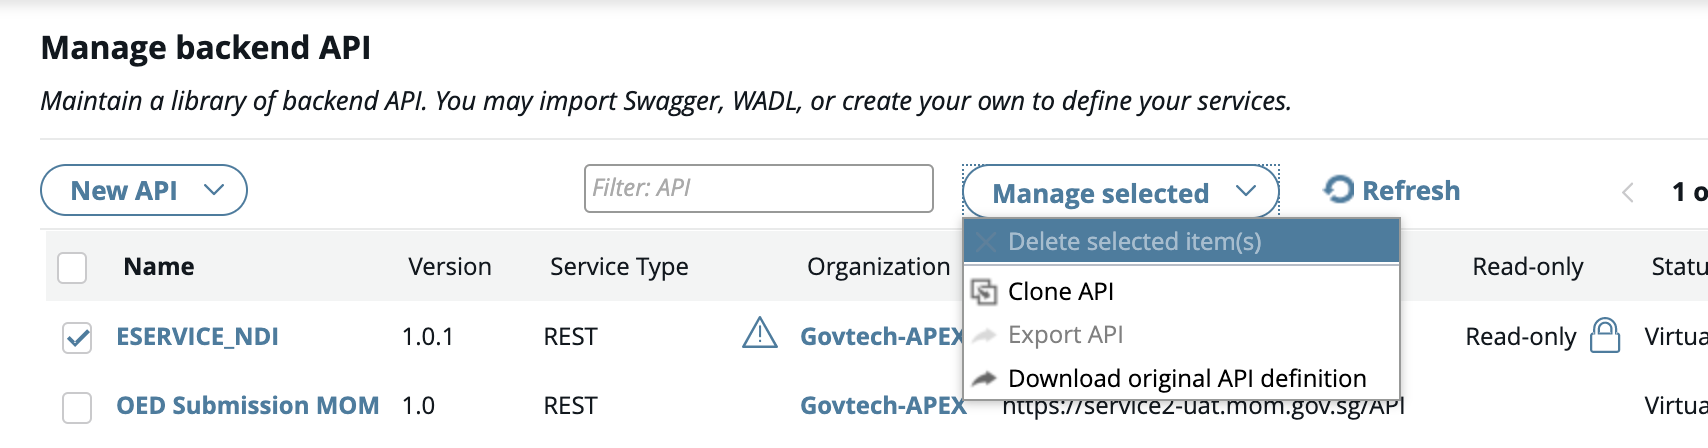 Manage backend API
Maintain a library of backend API. You may import Swagger, WADL, or create your own to define your services.
New API
Filter: API
Manage selected
Refresh
1 o
Delete selected item(s)
Clone API
Export API
Download original API definition
Name Version Service Type Organization Read-only Statu
ESERVICE_NDI 1.0.1 REST Govtech-APEX Read-only Virtua
OED Submission MOM 1.0 REST Govtech-APEX https://service2-uat.mom.gov.sg/API Virtua